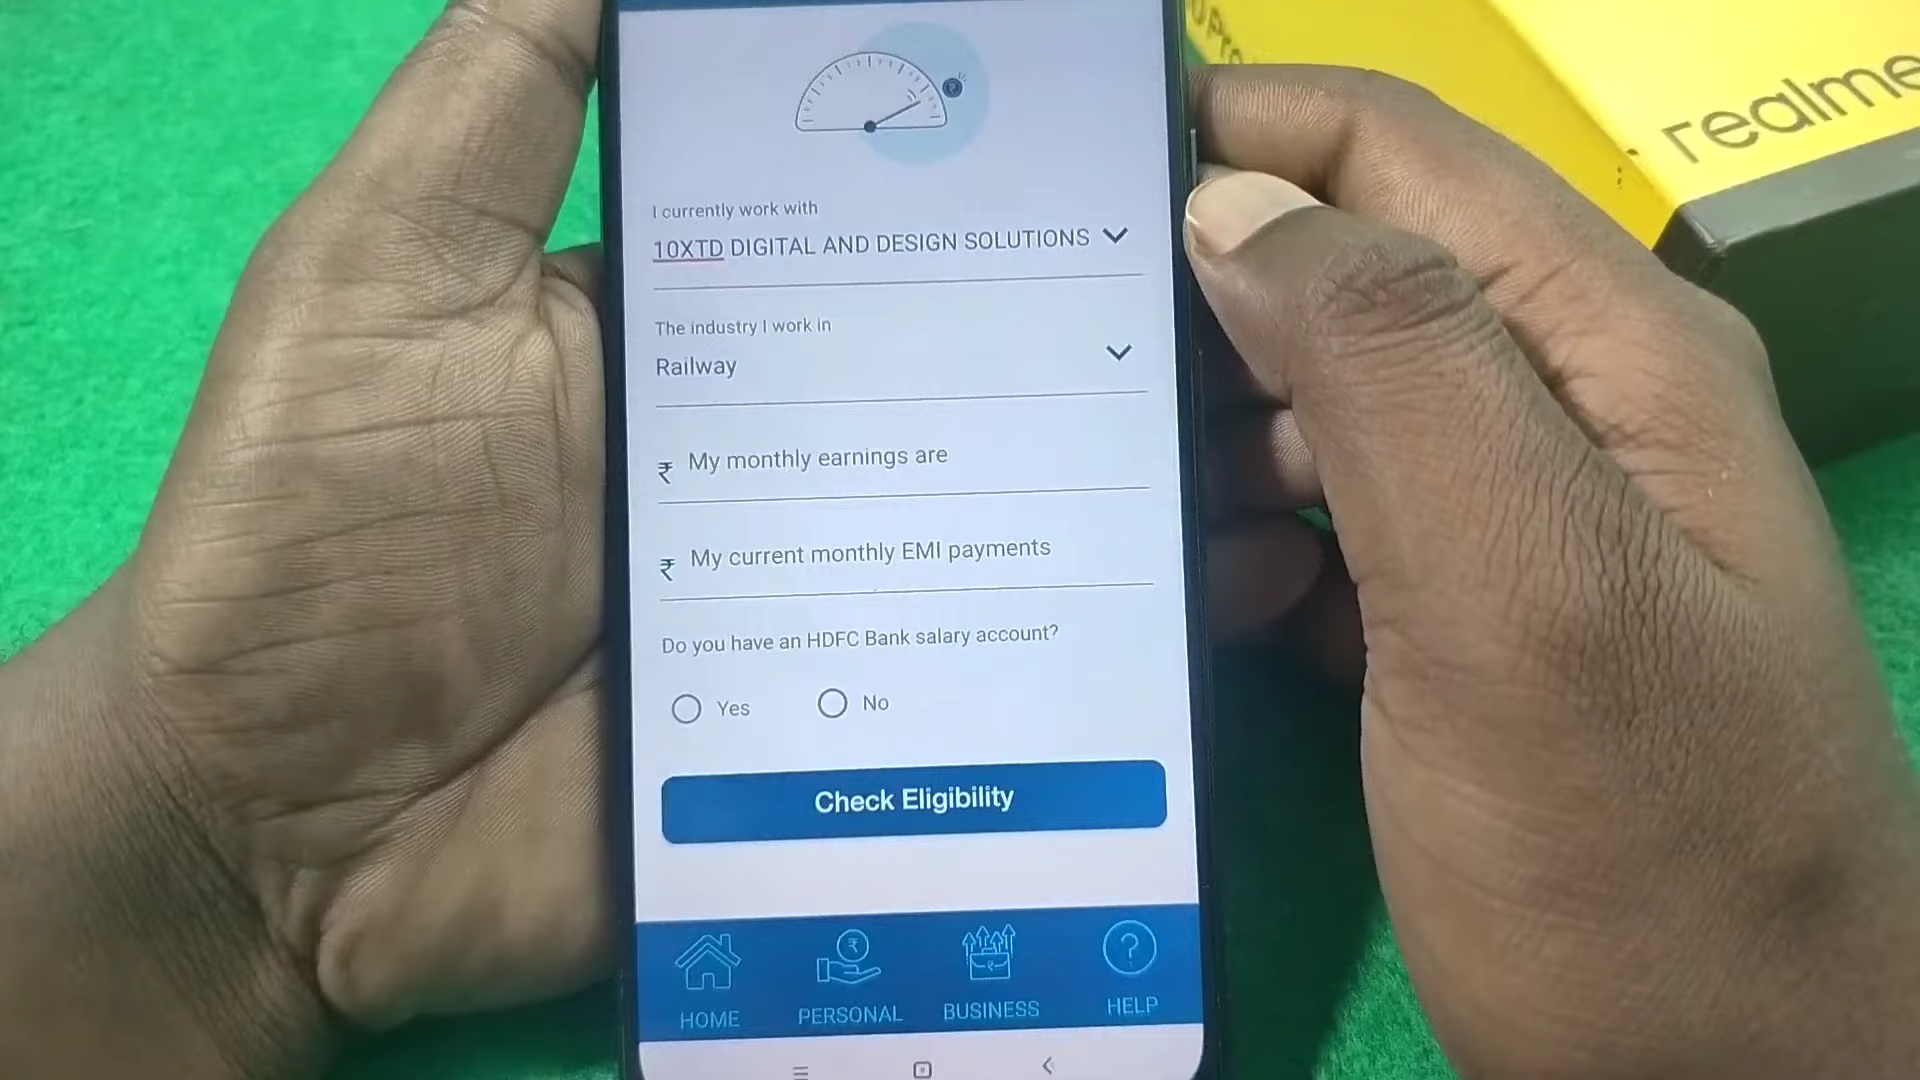 I currently work with
10XTD DIGITAL AND DESIGN SOLUTIONS
The industry I work in
Railway
₹ My monthly earnings are
₹ My current monthly EMI payments
Do you have an HDFC Bank salary account?
Yes No
Check Eligibility
HOME PERSONAL BUSINESS HELP
realme